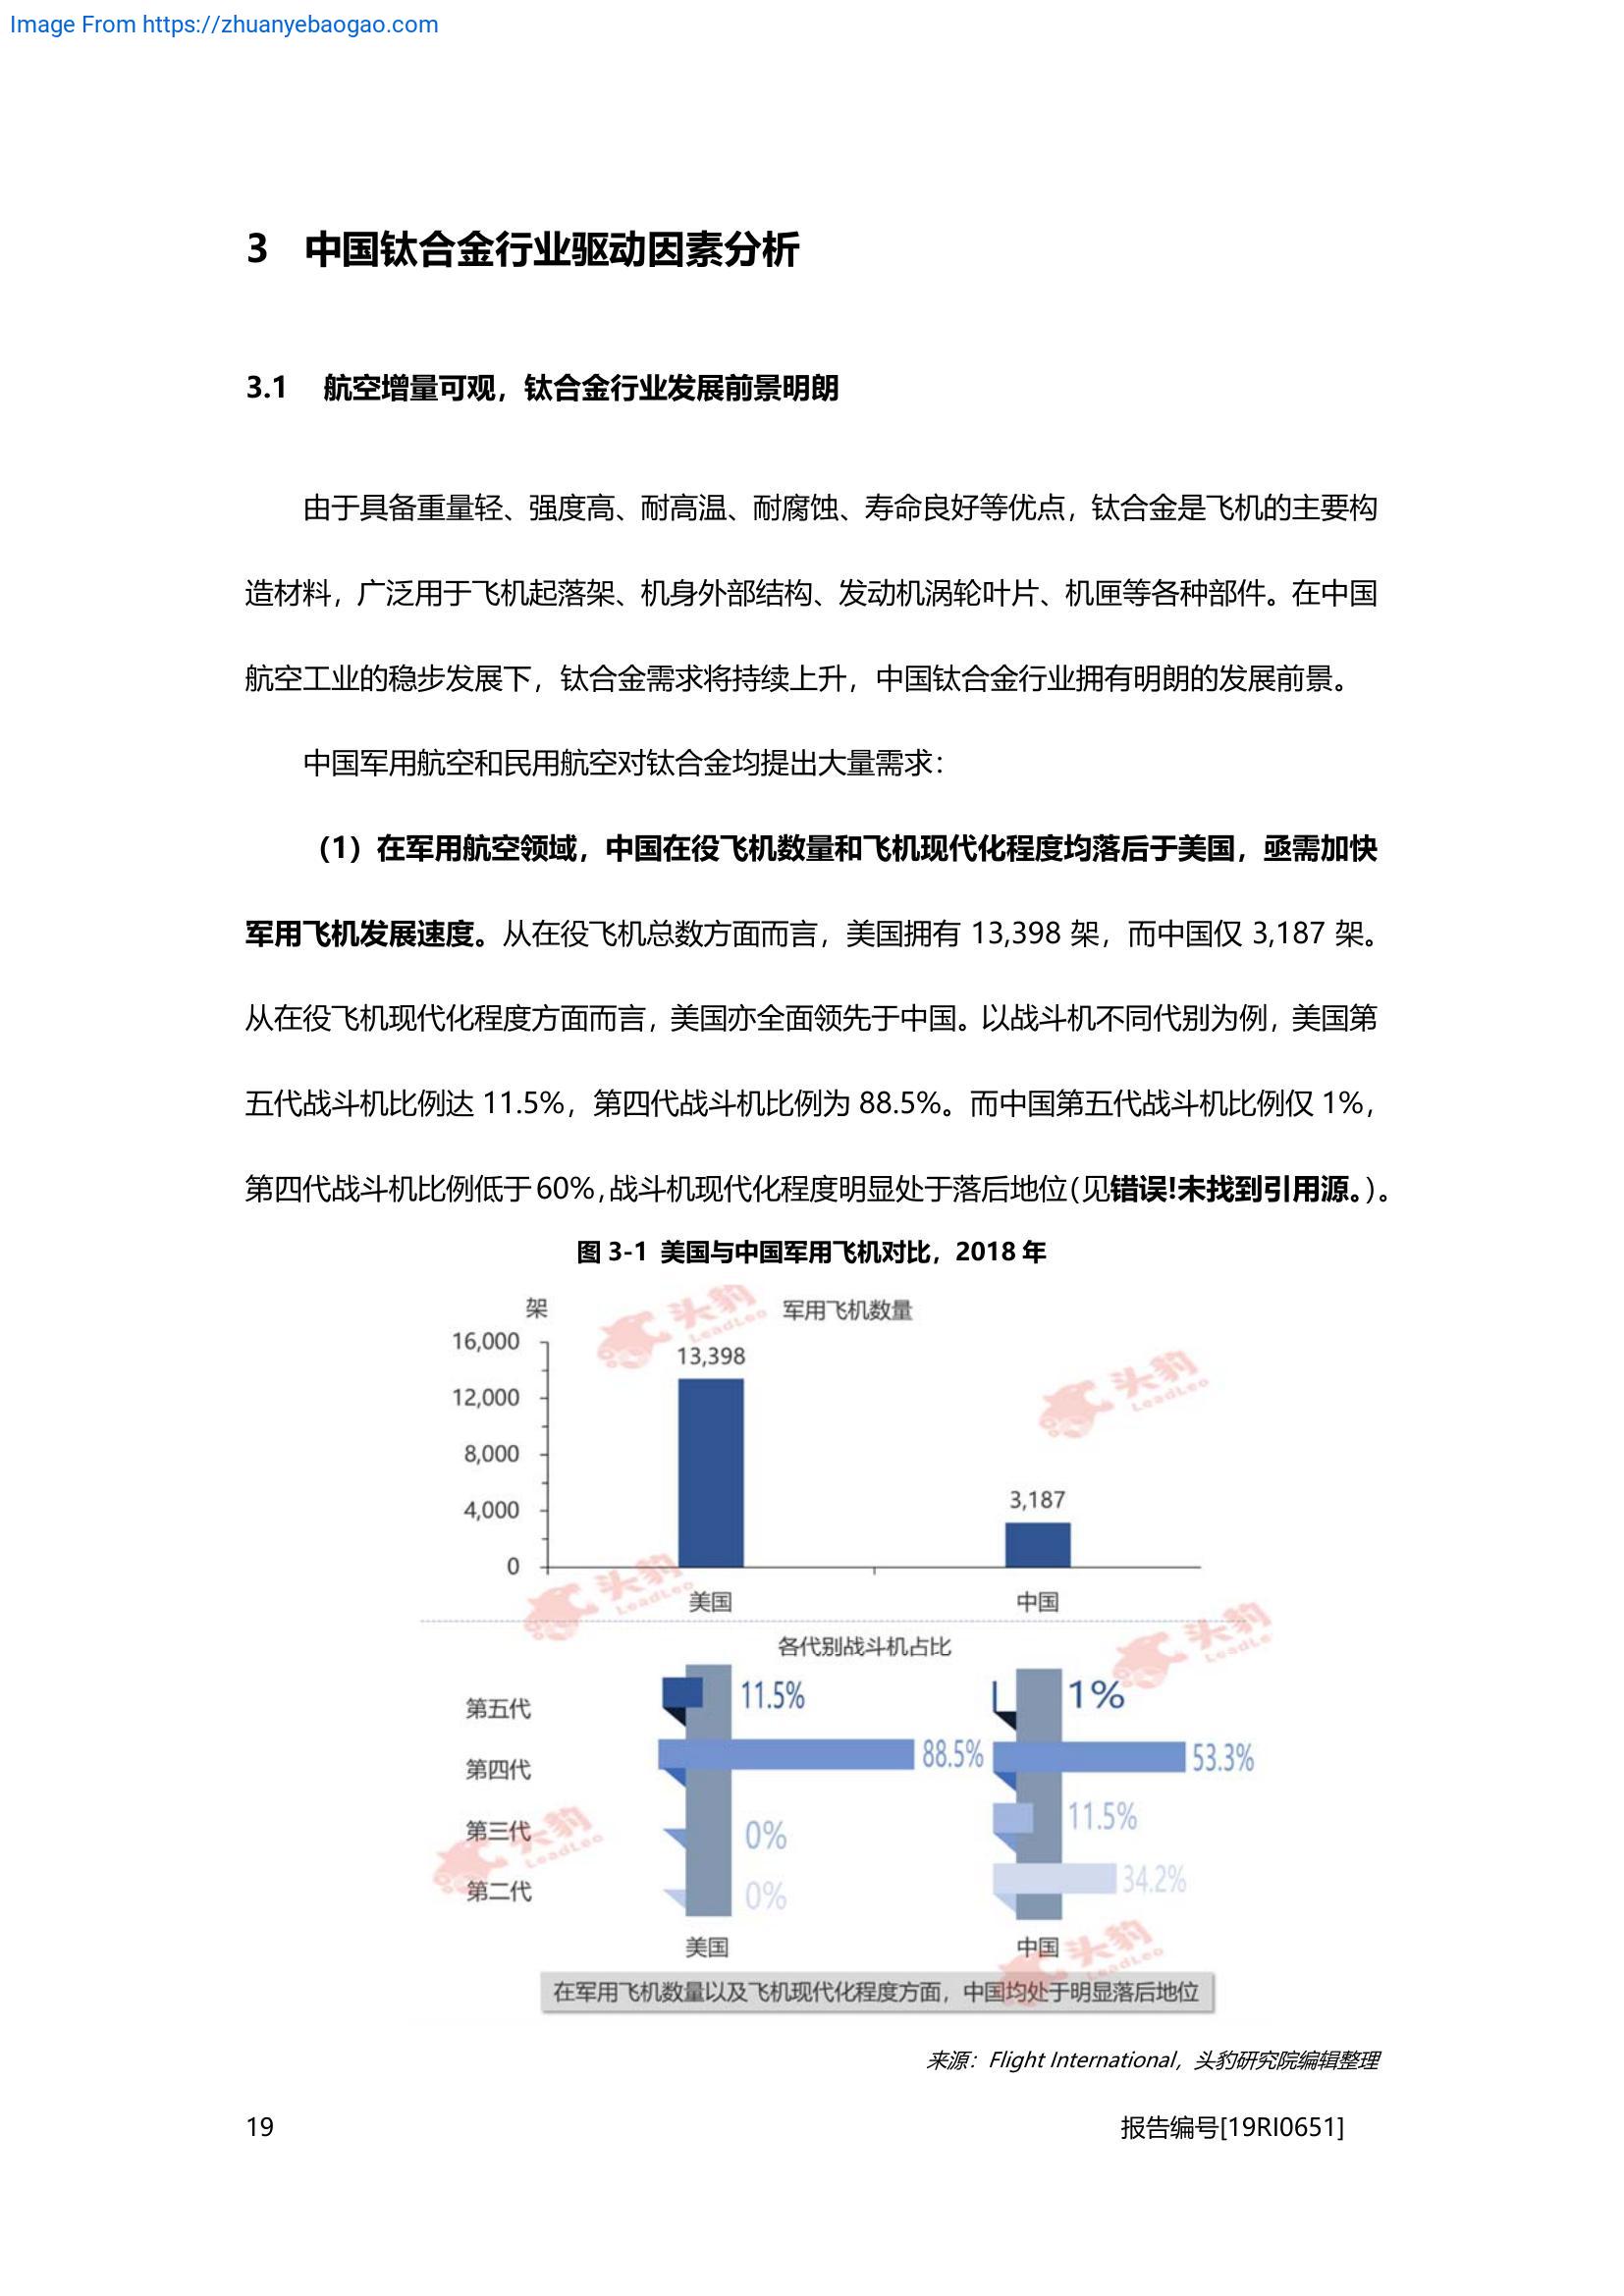 Image From https://zhuanyebaogao.com
3 中国钛合金行业驱动因素分析
3.1 航空增量可观，钛合金行业发展前景明朗
由于具备重量轻、强度高、耐高温、耐腐蚀、寿命良好等优点，钛合金是飞机的主要构
造材料，广泛用于飞机起落架、机身外部结构、发动机涡轮叶片、机匣等各种部件。在中国
航空工业的稳步发展下，钛合金需求将持续上升，中国钛合金行业拥有明朗的发展前景。
中国军用航空和民用航空对钛合金均提出大量需求：
（1）在军用航空领域，中国在役飞机数量和飞机现代化程度均落后于美国，亟需加快
军用飞机发展速度。从在役飞机总数方面而言，美国拥有 13,398 架，而中国仅 3,187 架。
从在役飞机现代化程度方面而言，美国亦全面领先于中国。以战斗机不同代别为例，美国第
五代战斗机比例达 11.5%，第四代战斗机比例为 88.5%。而中国第五代战斗机比例仅 1%，
第四代战斗机比例低于 60%，战斗机现代化程度明显处于落后地位（见错误!未找到引用源。）。
图 3-1 美国与中国军用飞机对比，2018 年
架 军用飞机数量
头豹
LeadLeo
16,000
13,398
头豹
LeadLeo
12,000
8,000
4,000
3,187
0
头豹
LeadLeo
美国 中国
头豹
LeadLe
各代别战斗机占比
第五代 11.5% 1%
第四代 88.5% 53.3%
第三代 0% 11.5%
头豹
LeadLeo
第二代 0% 34.2%
美国 中国
头豹
LeadLeo
在军用飞机数量以及飞机现代化程度方面，中国均处于明显落后地位
来源：Flight International，头豹研究院编辑整理
19 报告编号[19RI0651]